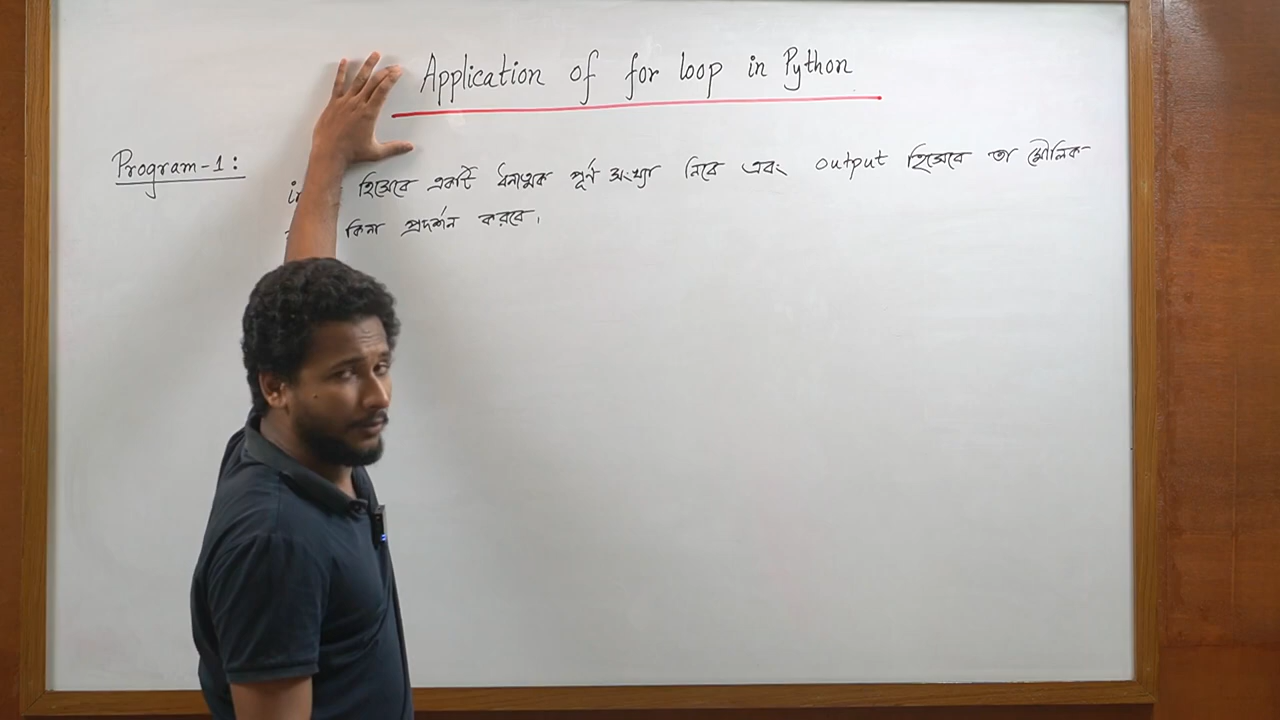 Application of for loop in Python
Program-1:
হিসেবে একটি ধনাত্মক পূর্ন সংখ্যা নিবে এবং output হিসেবে তা মৌলিক
কিনা প্রদর্শন করবে।